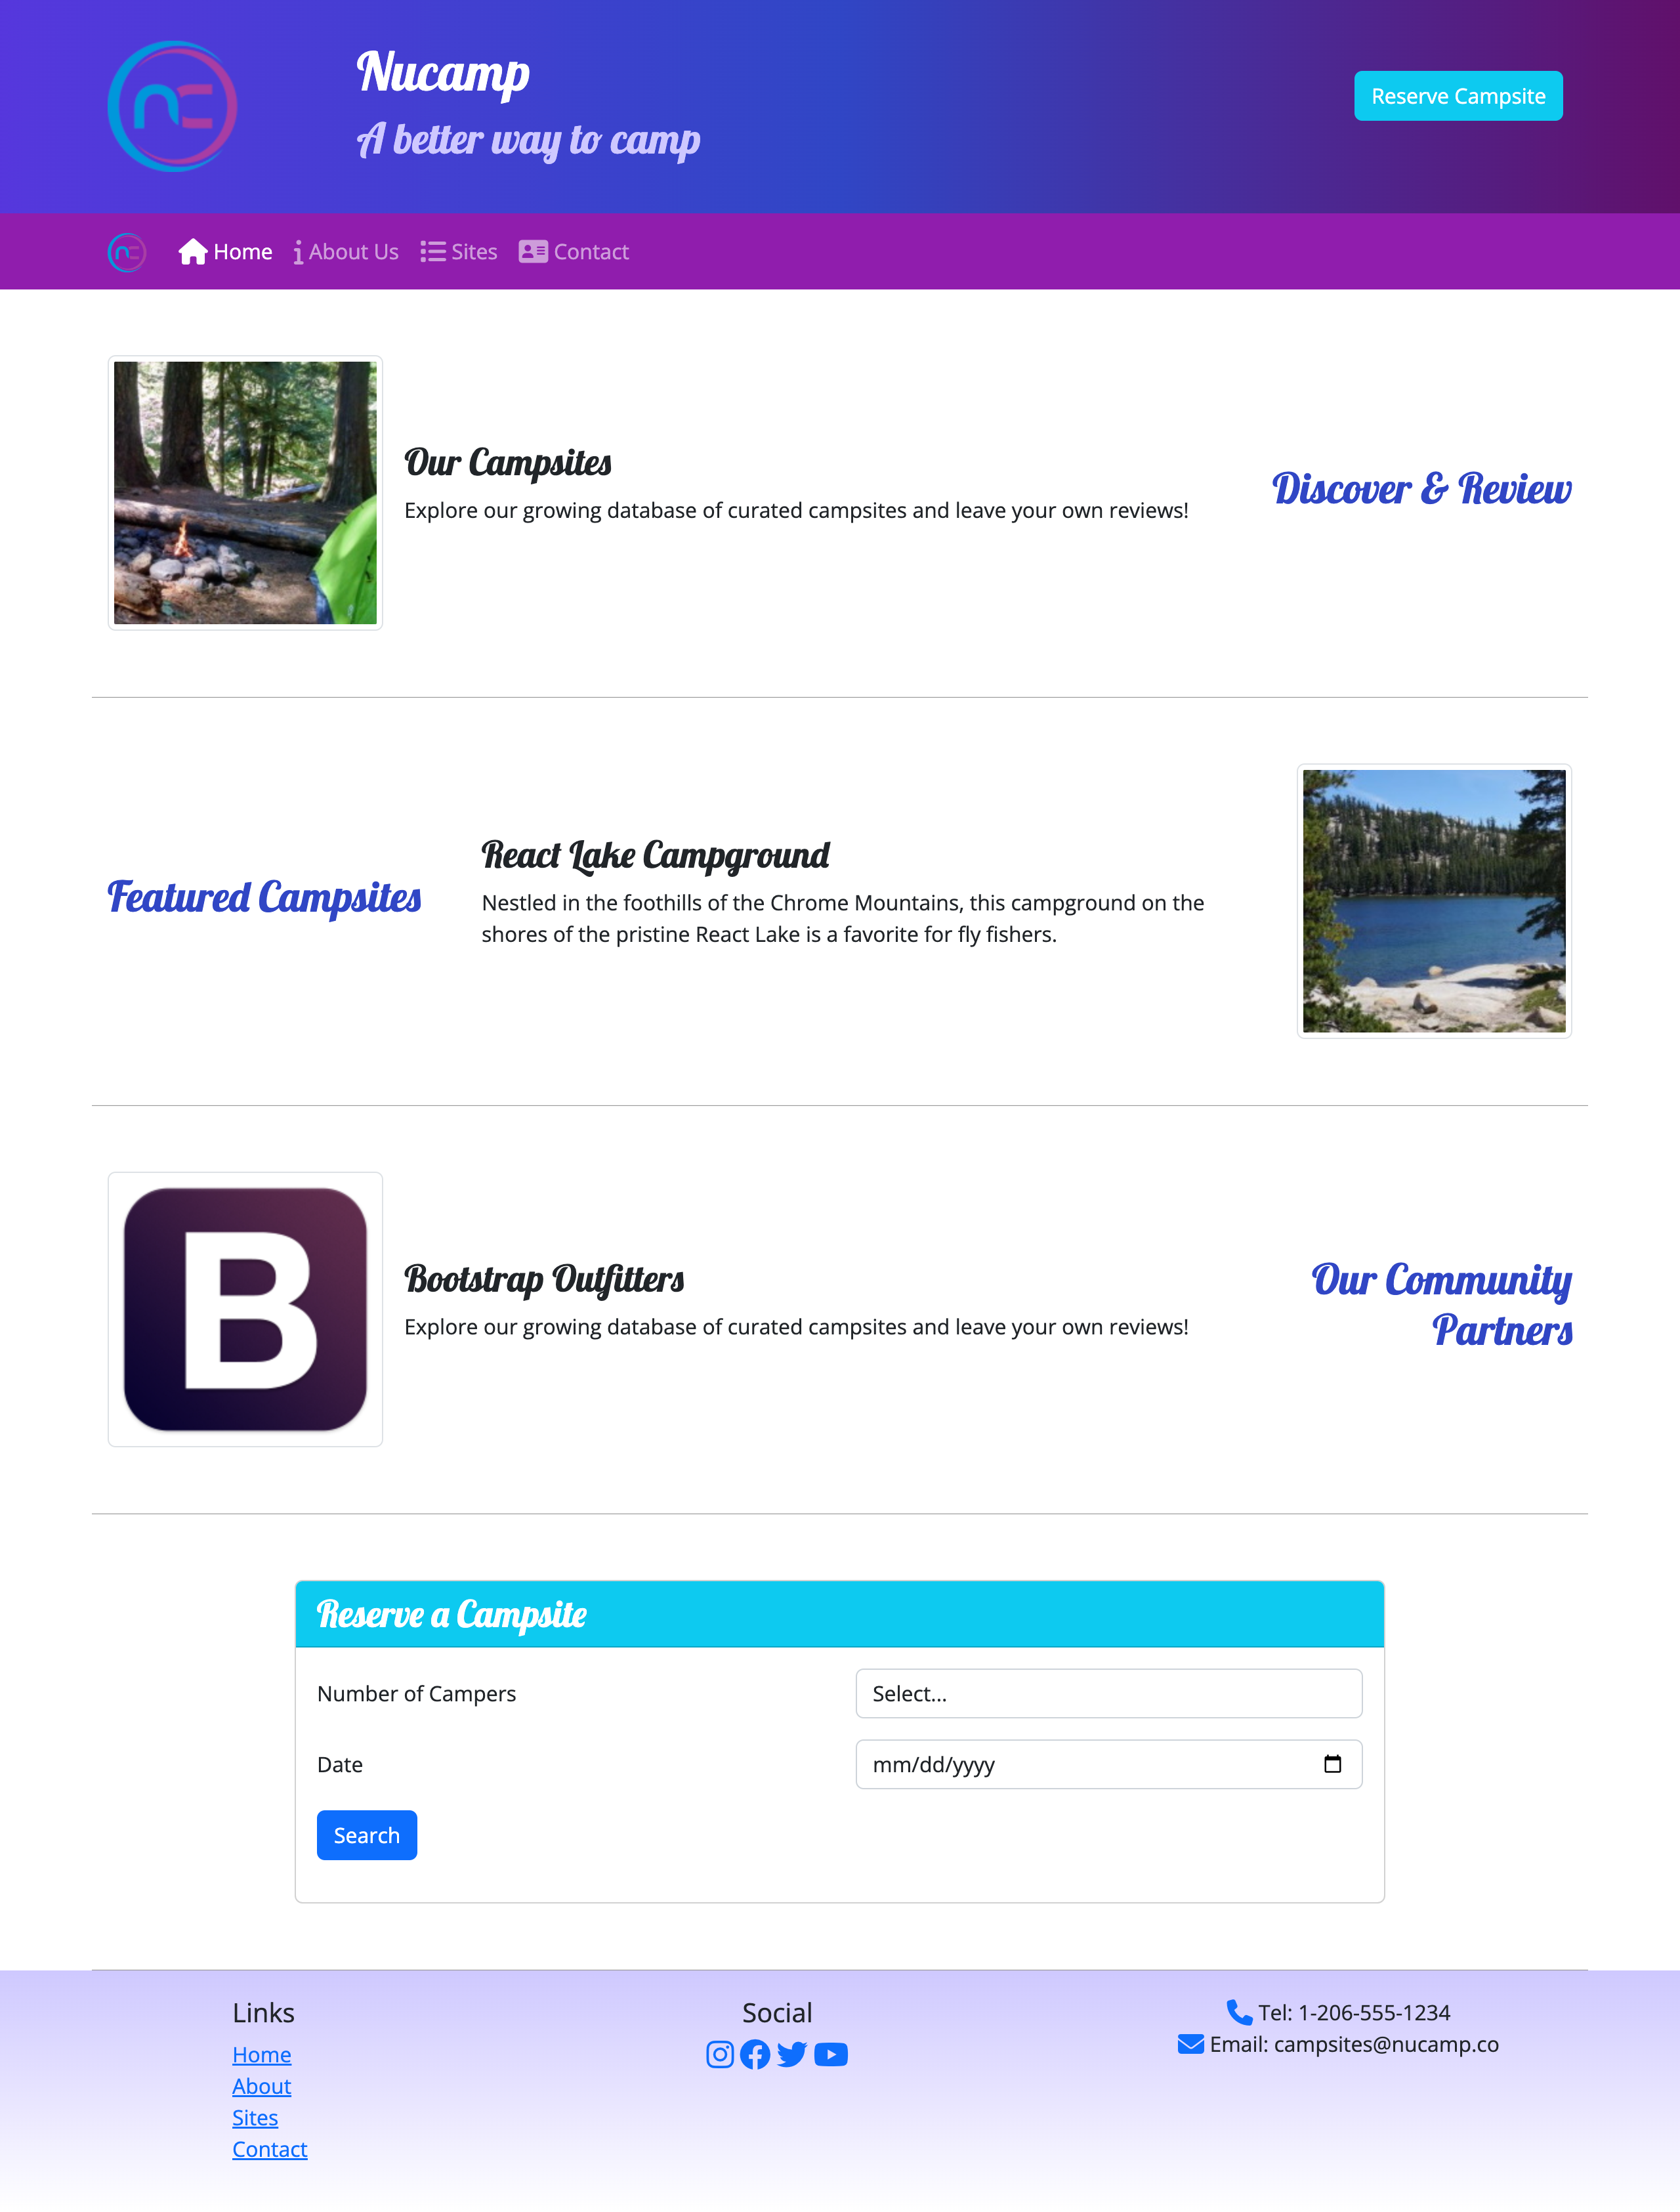 nc
Nucamp
A better way to camp
Reserve Campsite
nc
Home
About Us
Sites
Contact
Our Campsites
Explore our growing database of curated campsites and leave your own reviews!
Discover & Review
Featured Campsites
React Lake Campground
Nestled in the foothills of the Chrome Mountains, this campground on the
shores of the pristine React Lake is a favorite for fly fishers.
B
Bootstrap Outfitters
Explore our growing database of curated campsites and leave your own reviews!
Our Community
Partners
Reserve a Campsite
Number of Campers
Select...
Date
mm/dd/yyyy
Search
Links
Home
About
Sites
Contact
Social
Tel: 1-206-555-1234
Email: campsites@nucamp.co